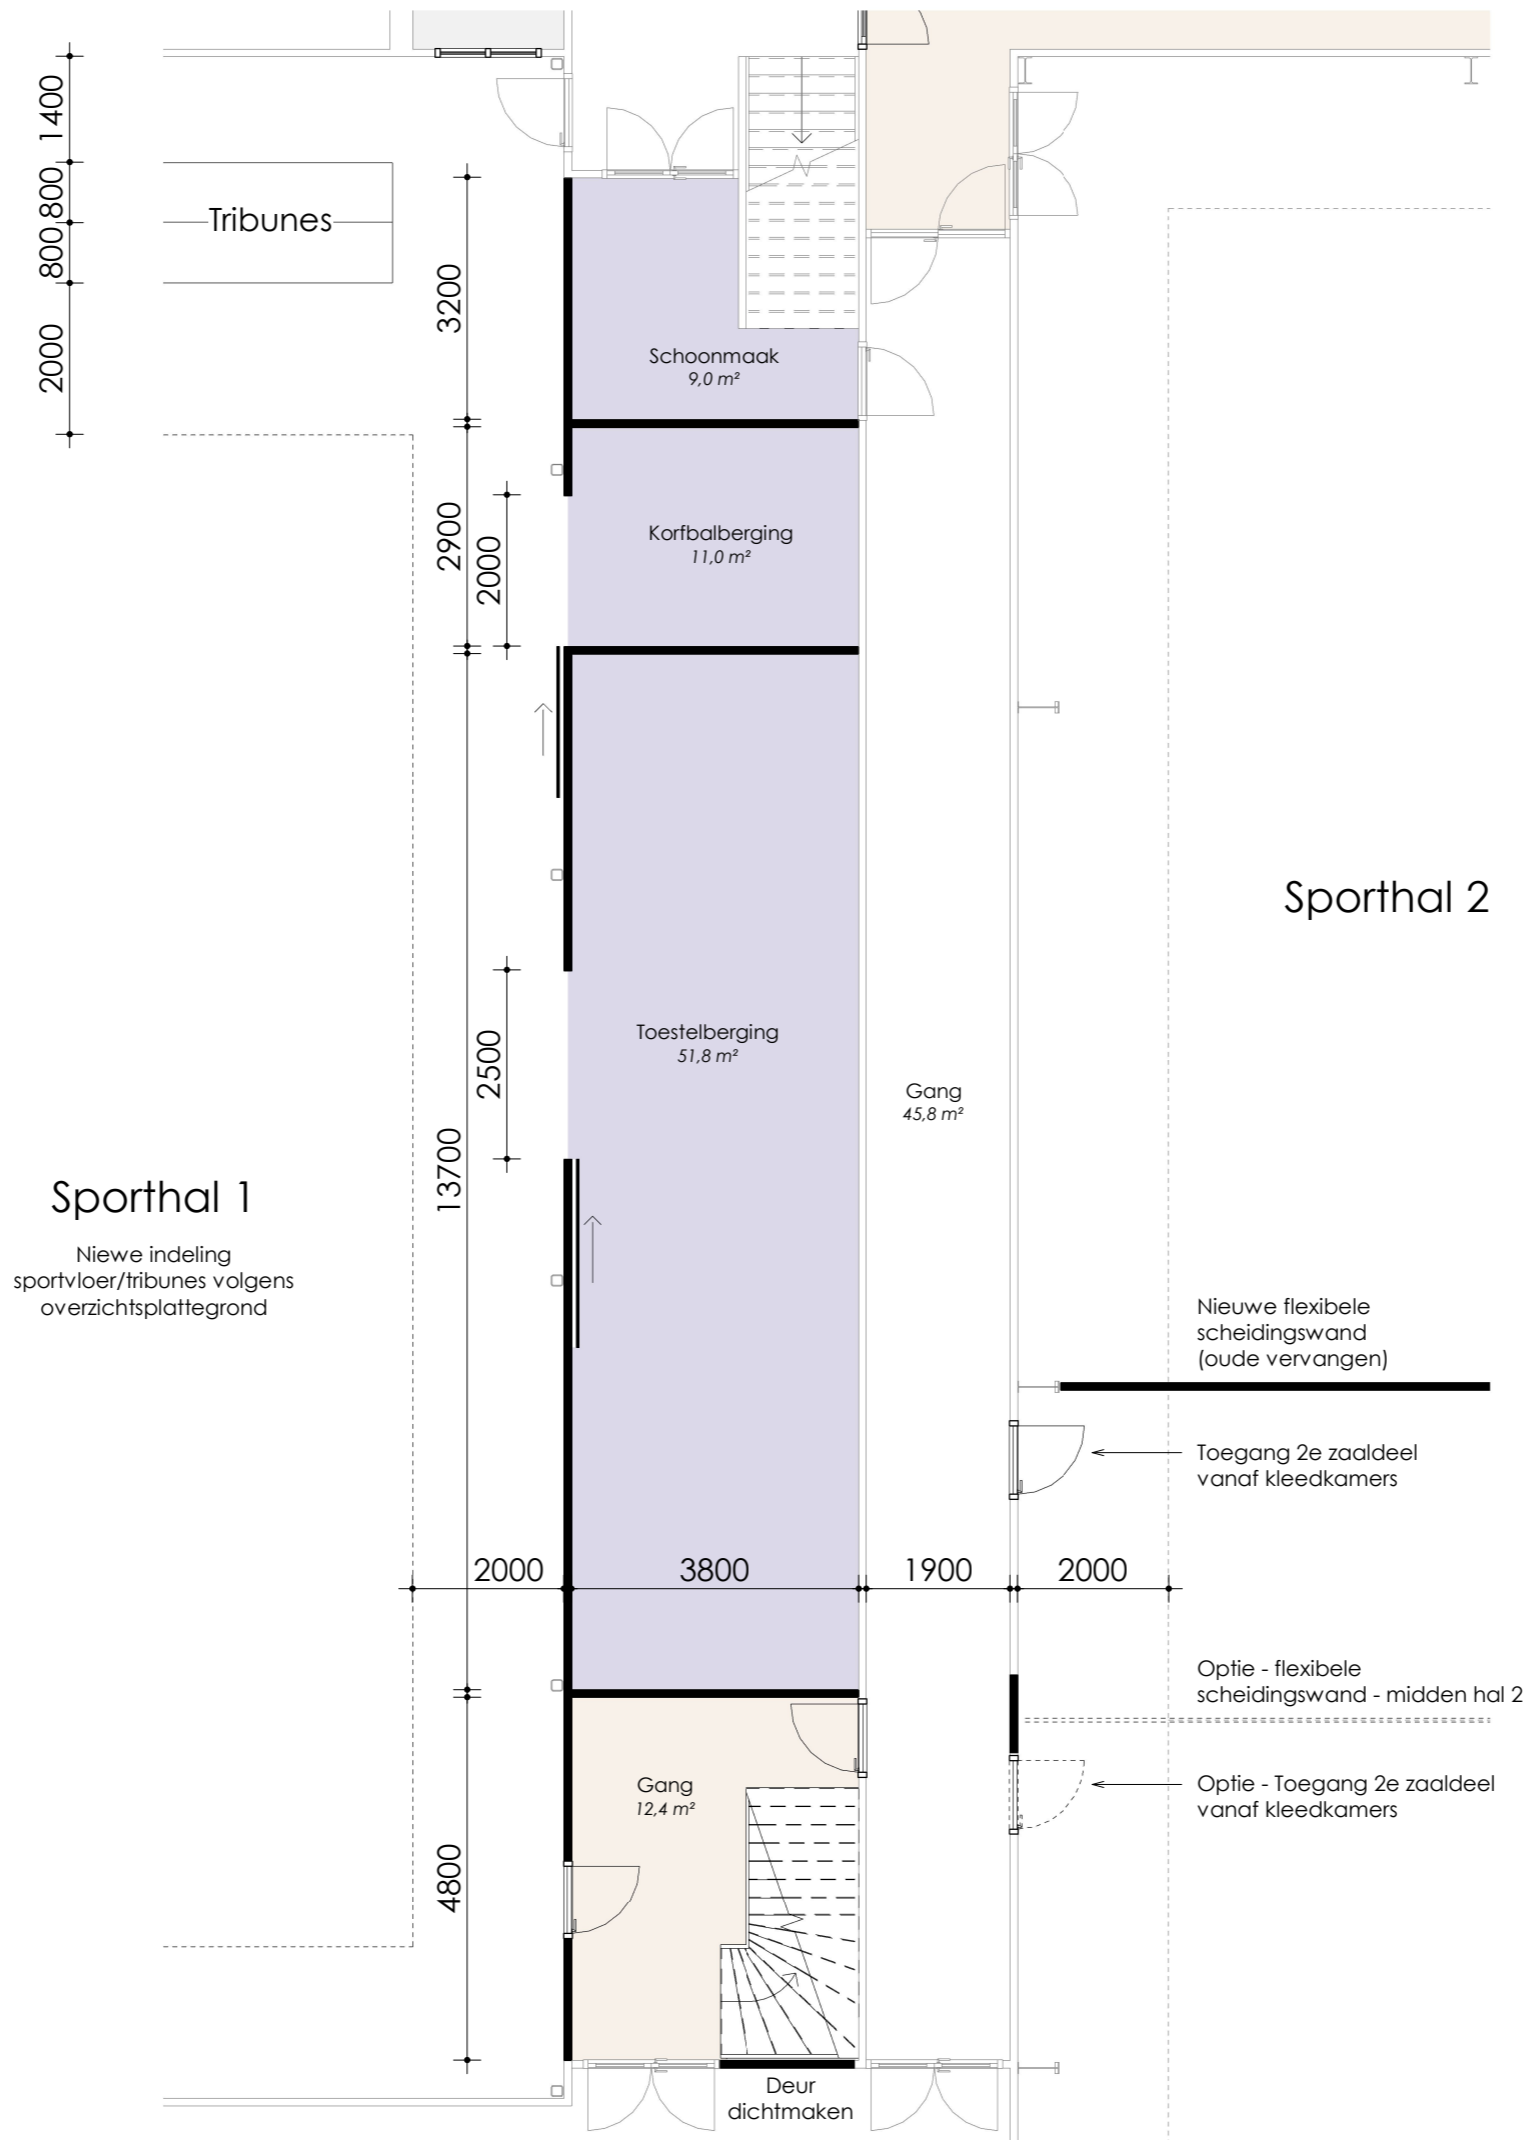 1400
800
Tribunes
800
3200
2000
Schoonmaak
9,0 m²
2900
2000
Korfbalberging
11,0 m²
Sporthal 2
2500
Toestelberging
51,8 m²
Gang
45,8 m²
13700
Sporthal 1
Niewe indeling
sportvloer/tribunes volgens
overzichtsplattegrond
Nieuwe flexibele
scheidingswand
(oude vervangen)
Toegang 2e zaaldeel
vanaf kleedkamers
2000
3800
1900
2000
Optie - flexibele
scheidingswand - midden hal 2
Gang
12,4 m²
Optie - Toegang 2e zaaldeel
vanaf kleedkamers
4800
Deur
dichtmaken